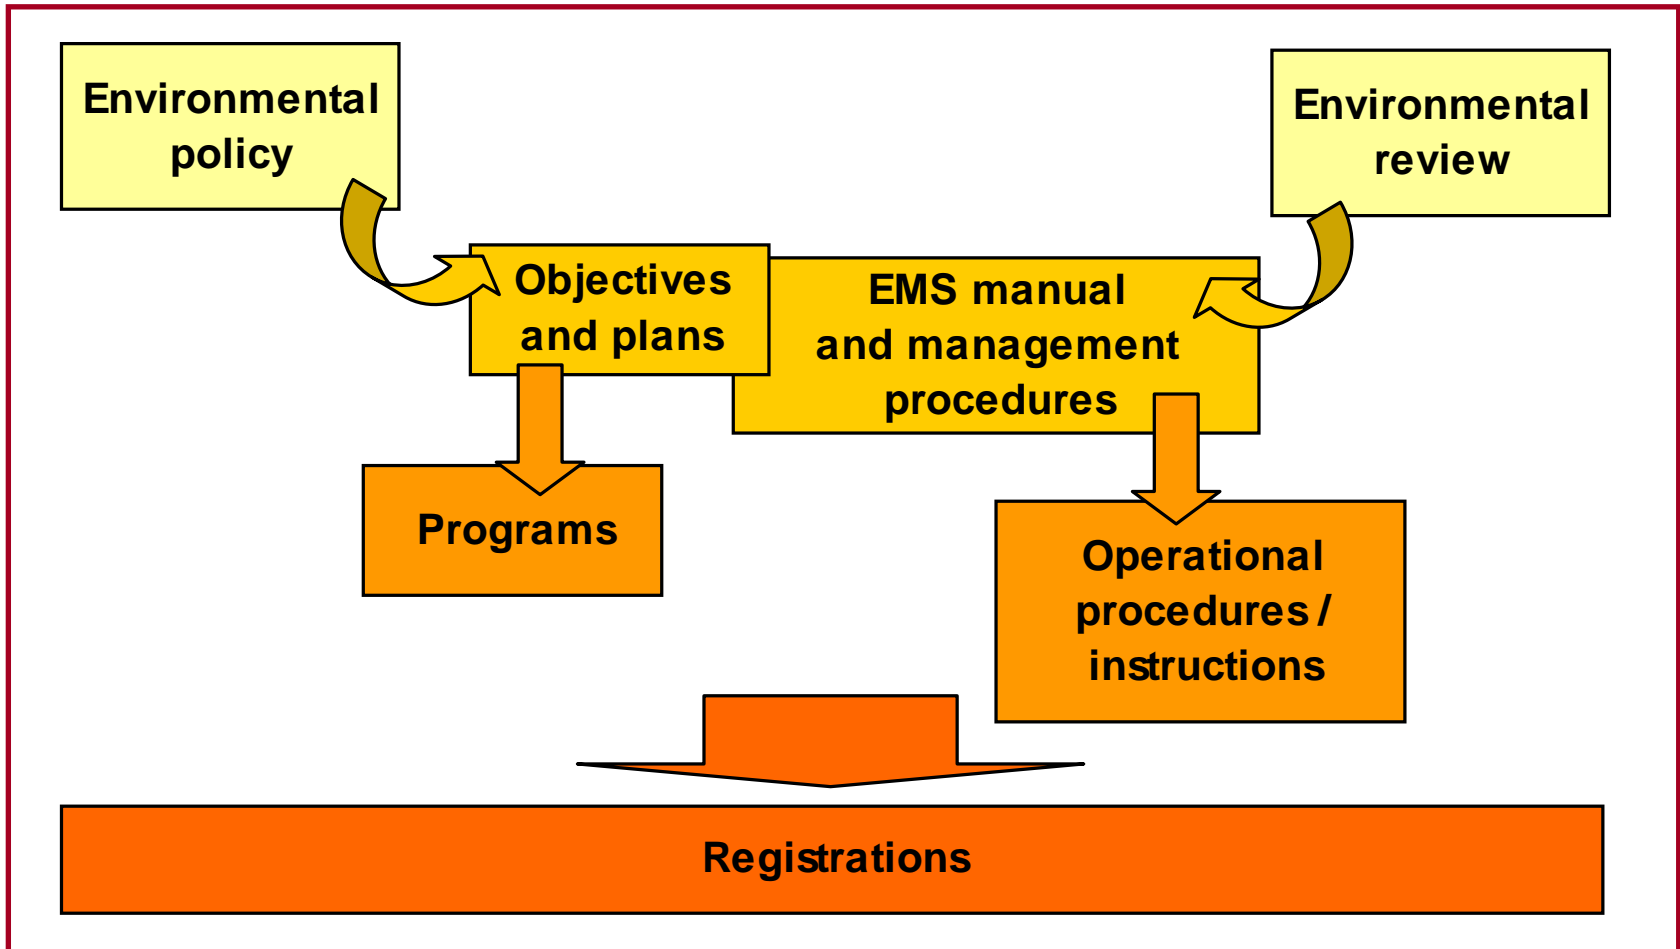 Environmental
policy
Environmental
review
Objectives
and plans
EMS manual
and management
procedures
Programs
Operational
procedures /
instructions
Registrations